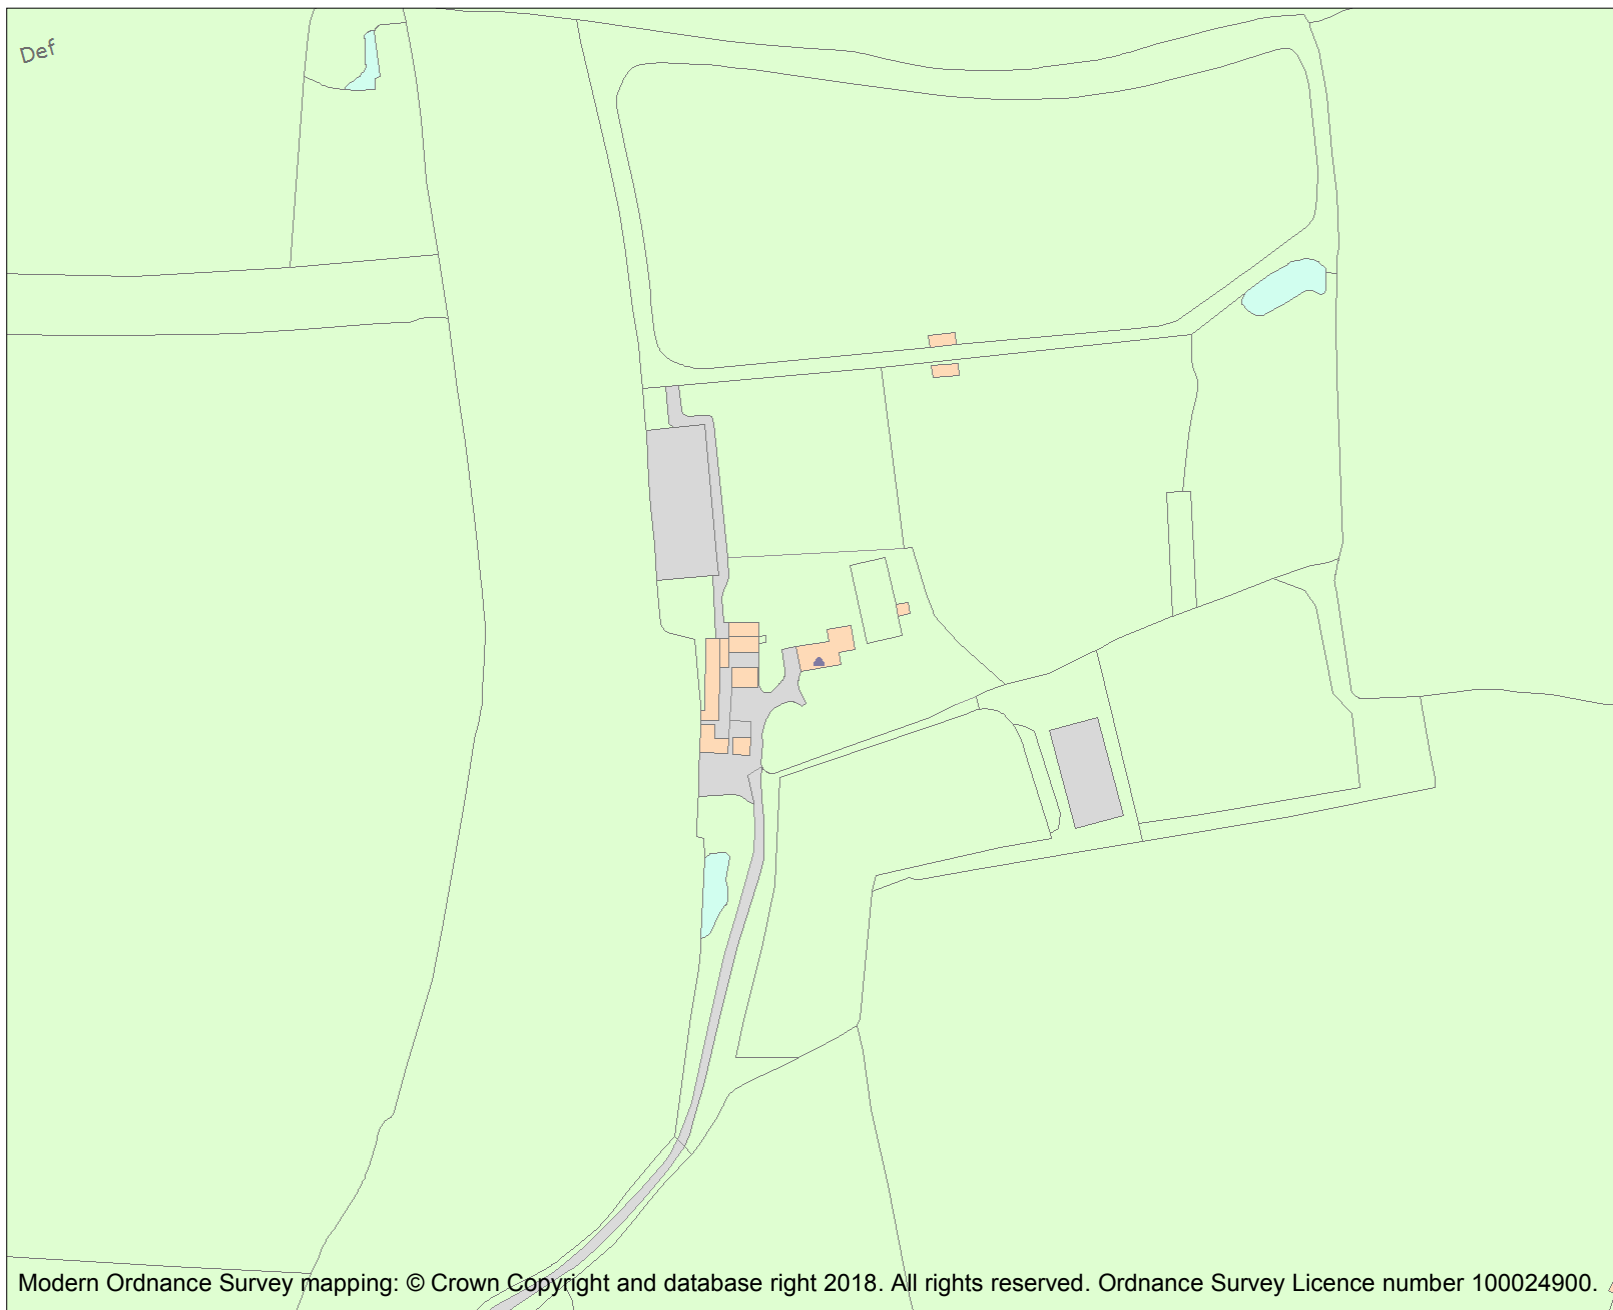 Def
Modern Ordnance Survey mapping: © Crown Copyright and database right 2018. All rights reserved. Ordnance Survey Licence number 100024900.